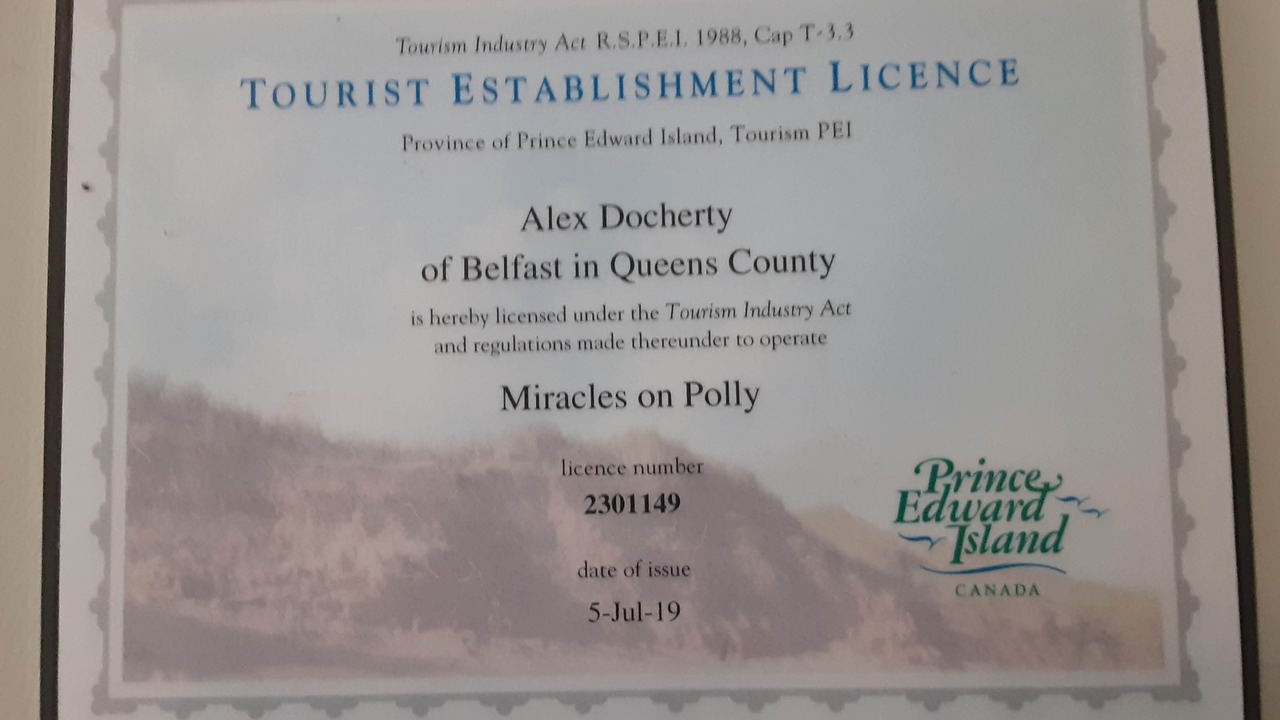 Tourism Industry Act R.S.P.E.I. 1988, Cap T-3.3
TOURIST ESTABLISHMENT LICENCE
Province of Prince Edward Island, Tourism PEI
Alex Docherty
of Belfast in Queens County
is hereby licensed under the Tourism Industry Act
and regulations made thereunder to operate
Miracles on Polly
licence number
2301149
date of issue
5-Jul-19
Prince
Edward
Island
CANADA